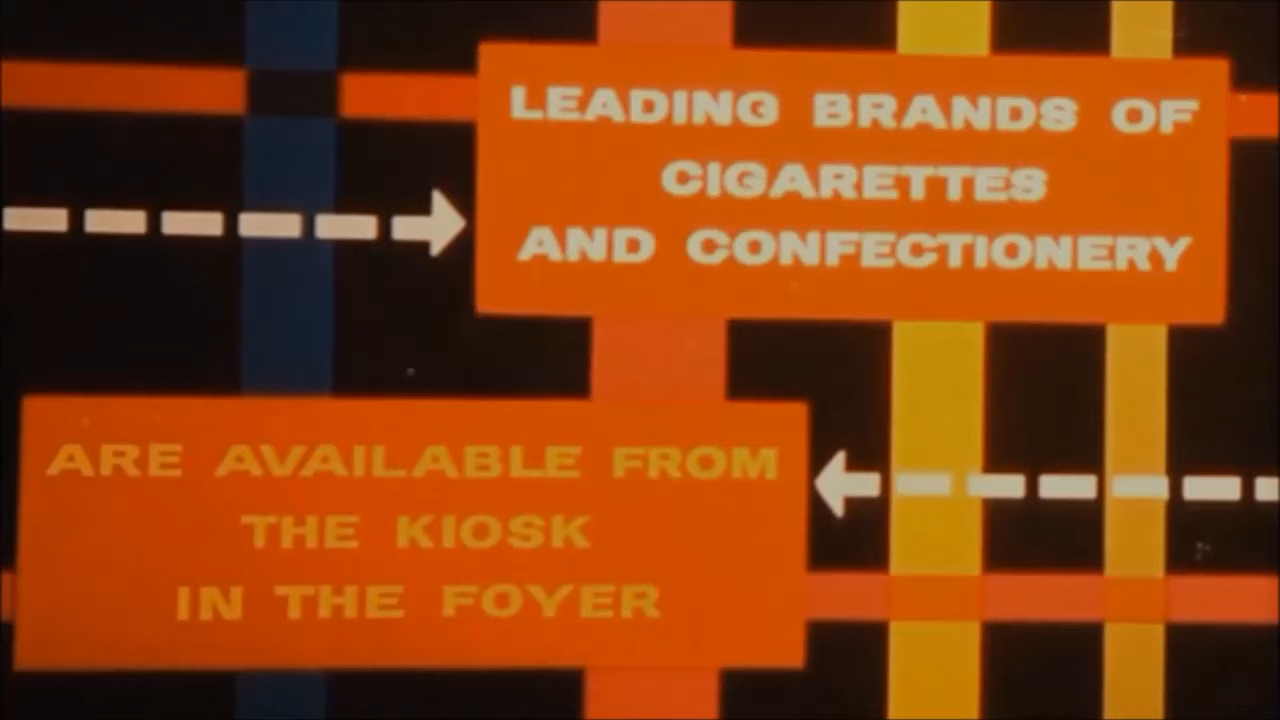 LEADING BRANDS OF
CIGARETTES
AND CONFECTIONERY
ARE AVAILABLE FROM
THE KIOSK
IN THE FOYER